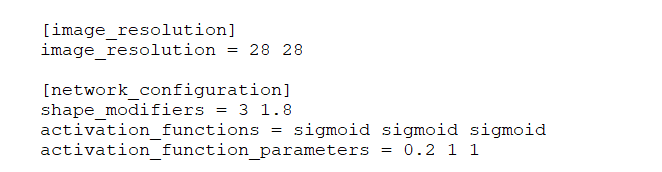 [image_resolution]
image_resolution = 28 28
[network_configuration]
shape_modifiers = 3 1.8
activation_functions = sigmoid sigmoid sigmoid
activation_function_parameters = 0.2 1 1